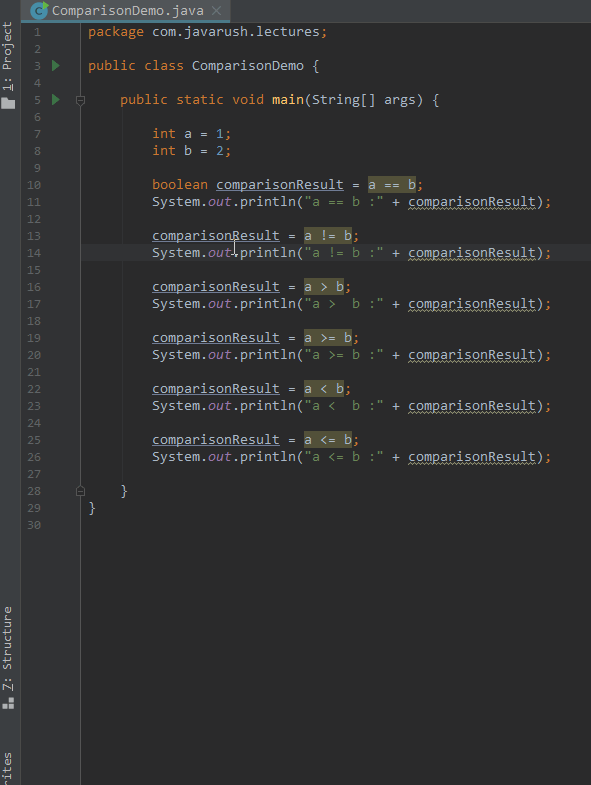 ComparisonDemo.java
1: Project
1 package com.javarush.lectures;
2
3 public class ComparisonDemo {
4
5     public static void main(String[] args) {
6
7         int a = 1;
8         int b = 2;
9
10         boolean comparisonResult = a == b;
11         System.out.println("a == b :" + comparisonResult);
12
13         comparisonResult = a != b;
14         System.out.println("a != b :" + comparisonResult);
15
16         comparisonResult = a > b;
17         System.out.println("a >  b :" + comparisonResult);
18
19         comparisonResult = a >= b;
20         System.out.println("a >= b :" + comparisonResult);
21
22         comparisonResult = a < b;
23         System.out.println("a <  b :" + comparisonResult);
24
25         comparisonResult = a <= b;
26         System.out.println("a <= b :" + comparisonResult);
27
28     }
29 }
30
Z: Structure
rites